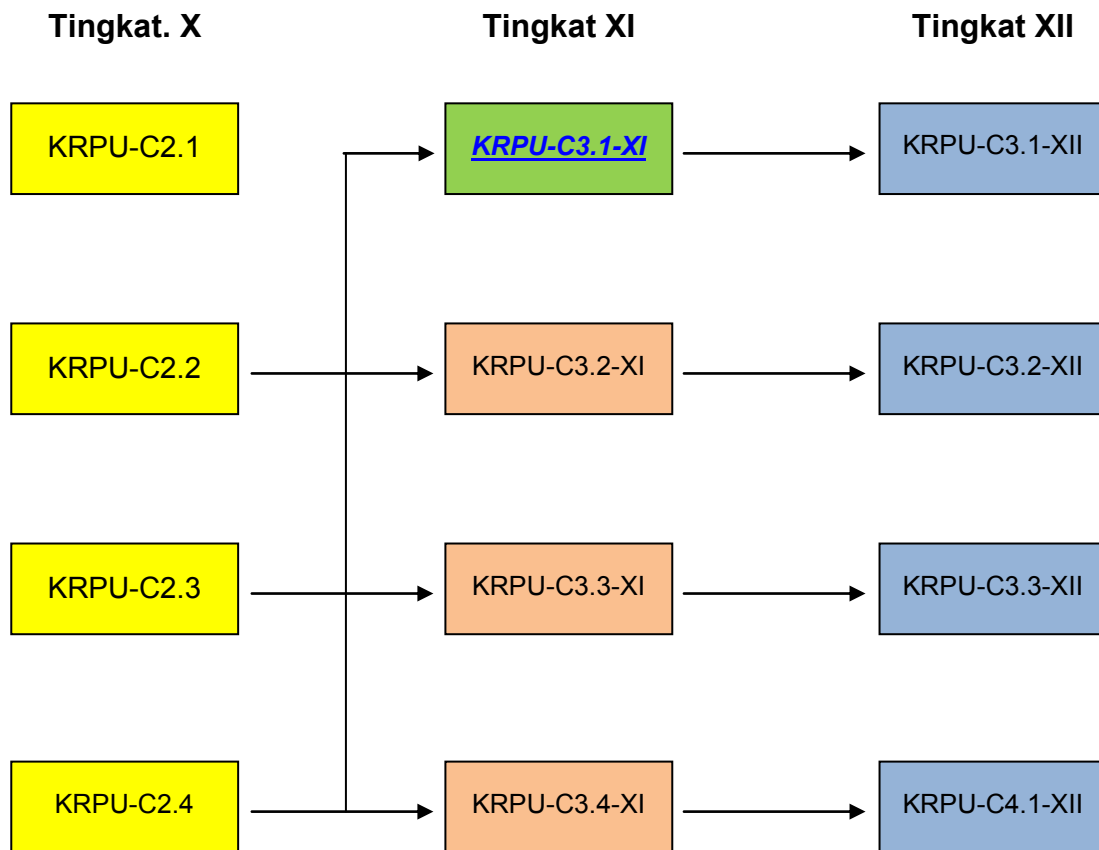 Tingkat. X
Tingkat XI
Tingkat XII
KRPU-C2.1
KRPU-C3.1-XI
KRPU-C3.1-XII
KRPU-C2.2
KRPU-C3.2-XI
KRPU-C3.2-XII
KRPU-C2.3
KRPU-C3.3-XI
KRPU-C3.3-XII
KRPU-C2.4
KRPU-C3.4-XI
KRPU-C4.1-XII